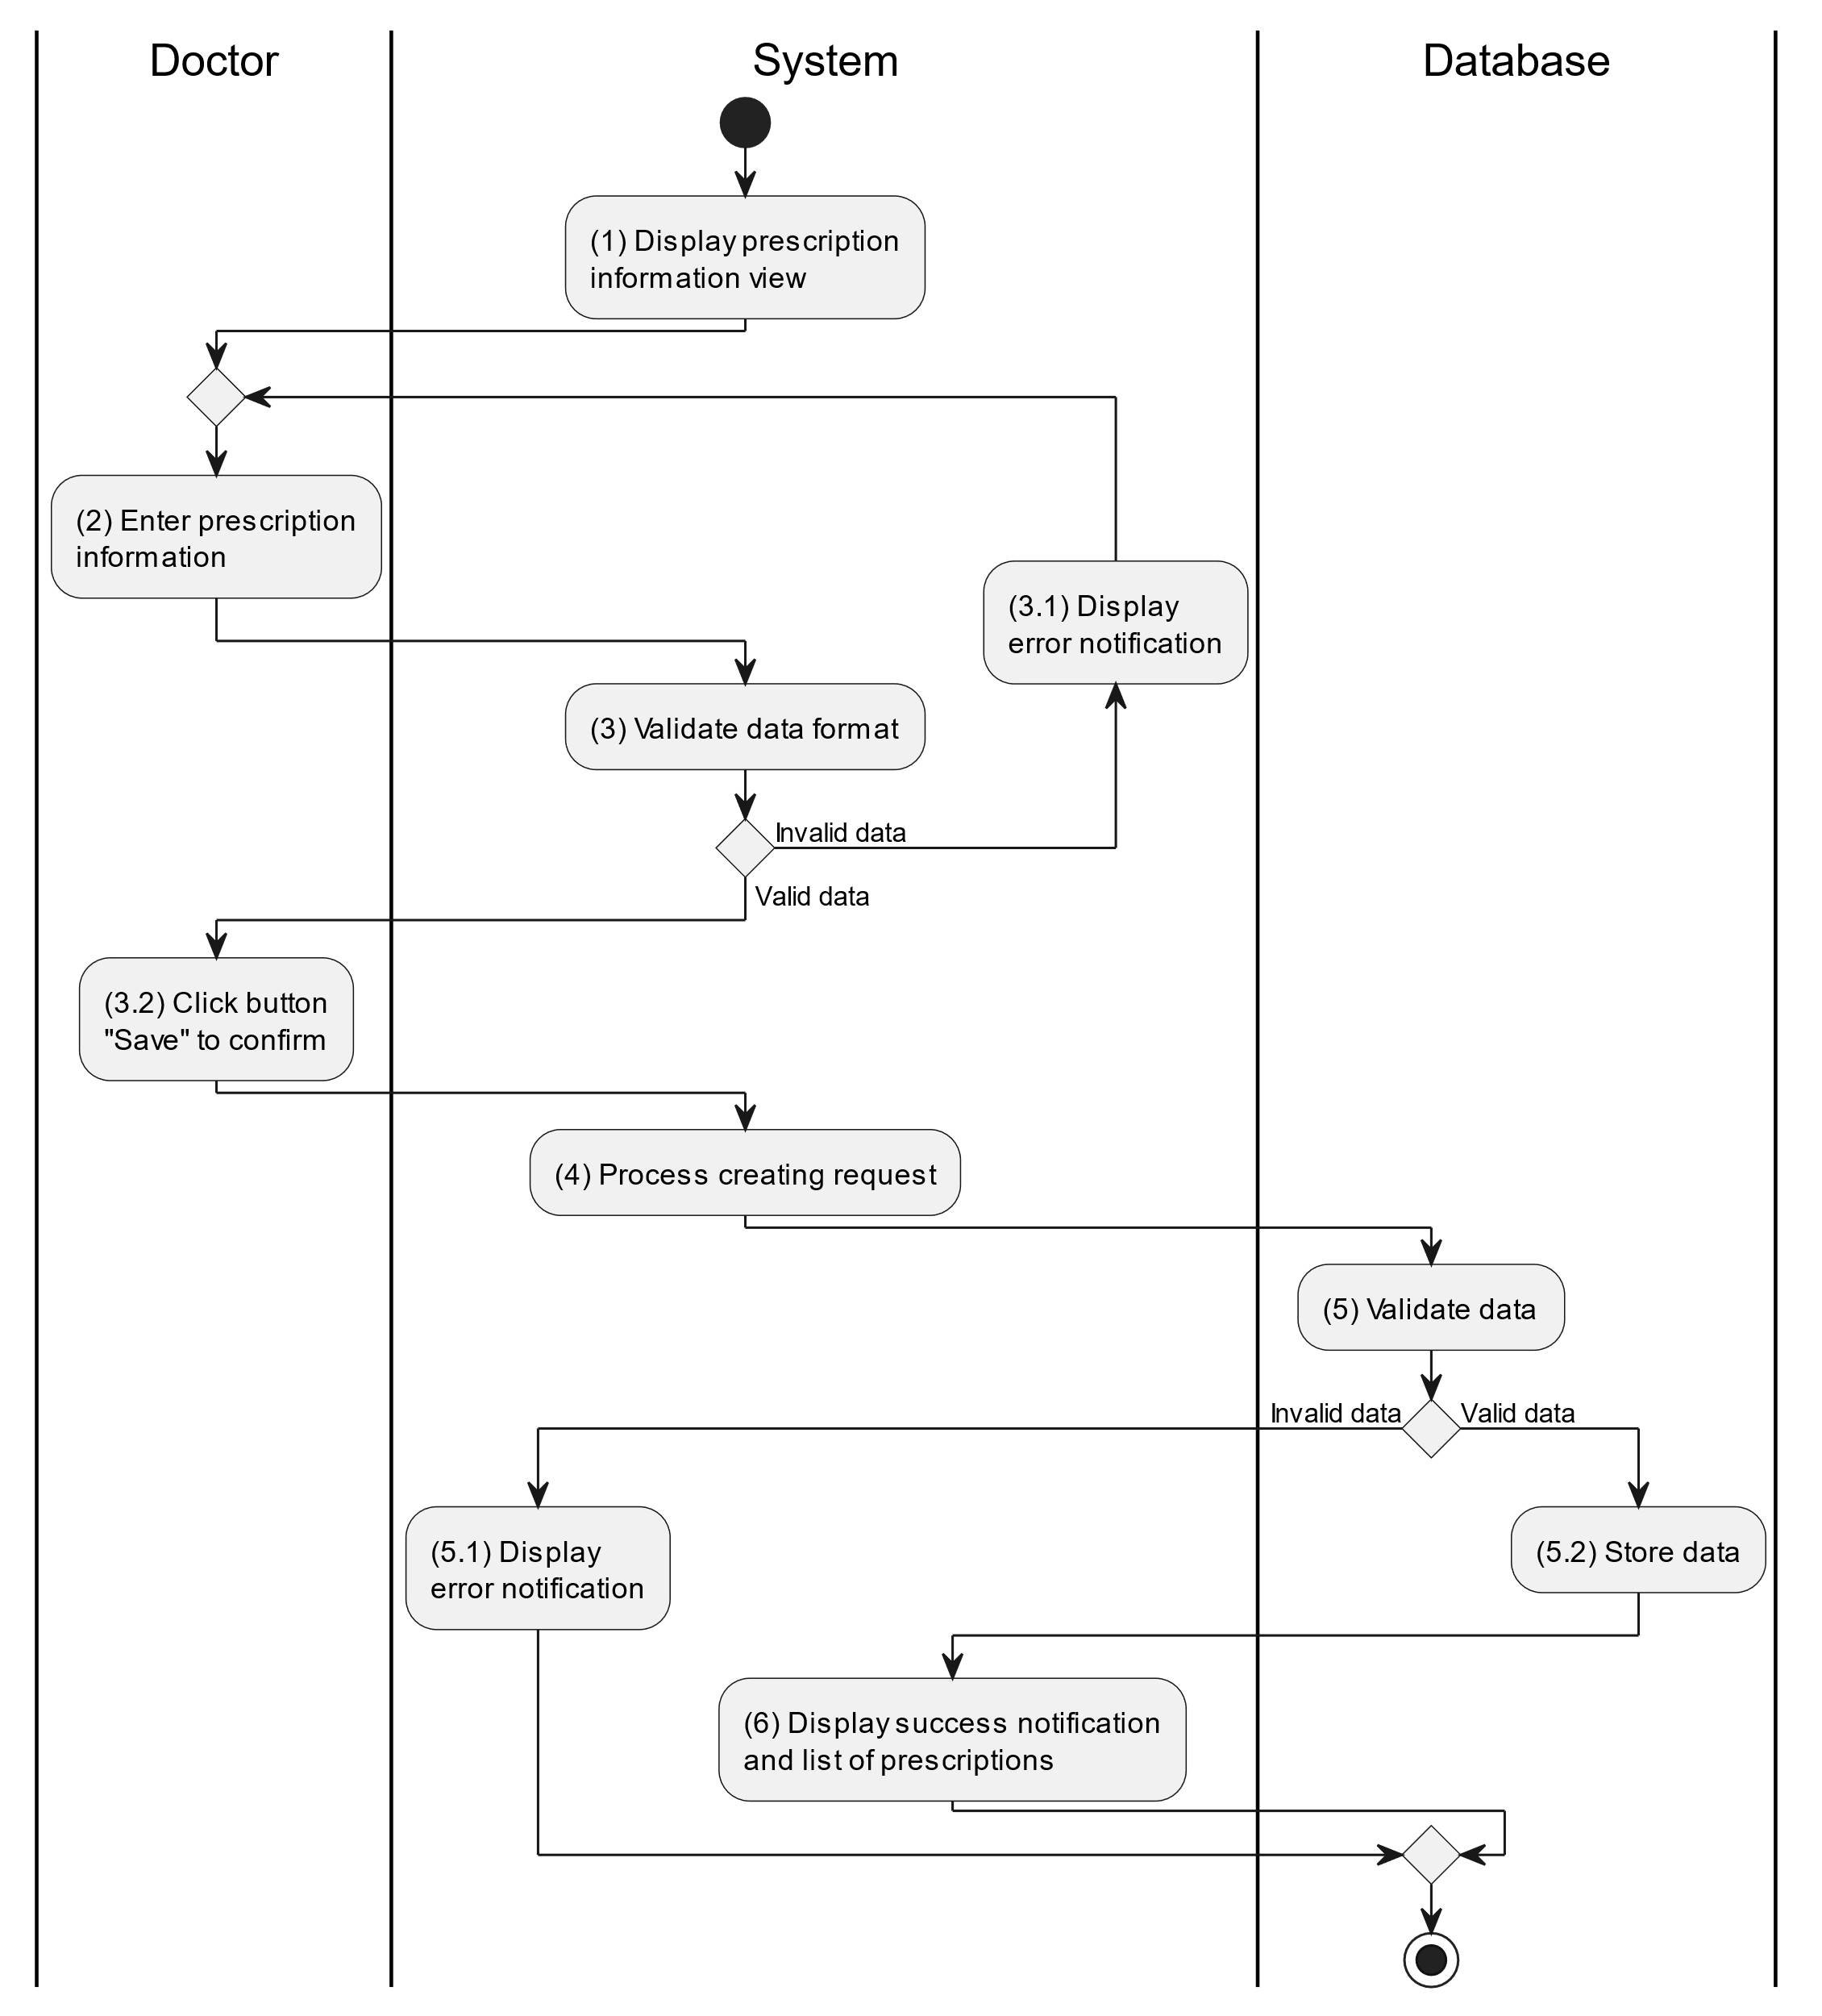 Doctor
System
Database
(1) Display prescription
information view
(2) Enter prescription
information
(3.1) Display
error notification
(3) Validate data format
Invalid data
Valid data
(3.2) Click button
"Save" to confirm
(4) Process creating request
(5) Validate data
Invalid data
Valid data
(5.1) Display
error notification
(5.2) Store data
(6) Display success notification
and list of prescriptions